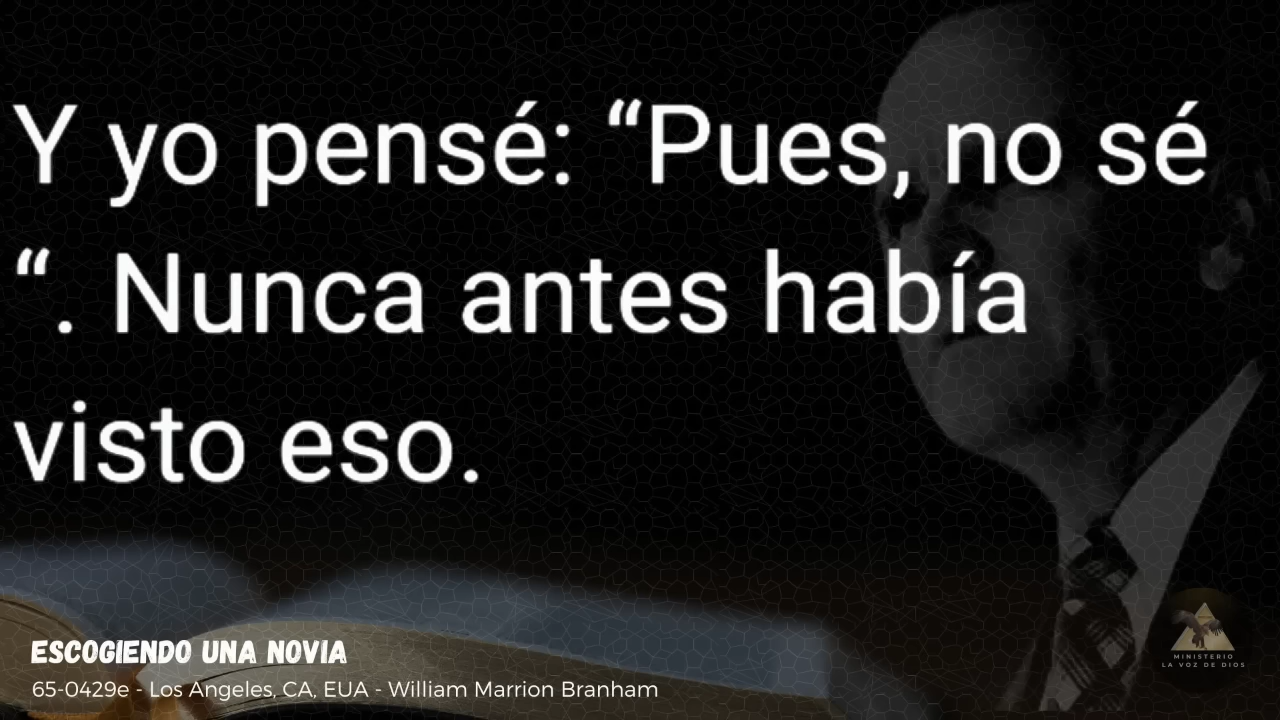 Y yo pensé: “Pues, no sé
“. Nunca antes había
visto eso.
ESCOGIENDO UNA NOVIA
65-0429e - Los Angeles, CA, EUA - William Marrion Branham
MINISTERIO
LA VOZ DE DIOS